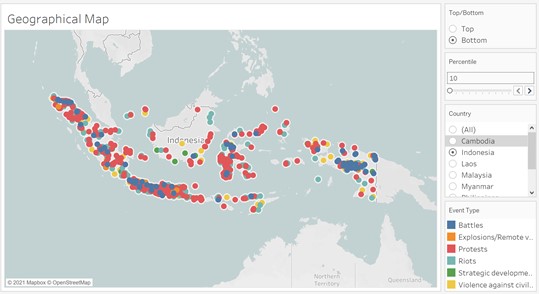 Geographical Map
Indonesia
Northern
Territory
Queensland
© 2021 Mapbox © OpenStreetMap
Top/Bottom
Top
Bottom
Percentile
10
Country
(All)
Cambodia
Indonesia
Laos
Malaysia
Myanmar
Event Type
Battles
Explosions/Remote v...
Protests
Riots
Strategic developme...
Violence against civil...